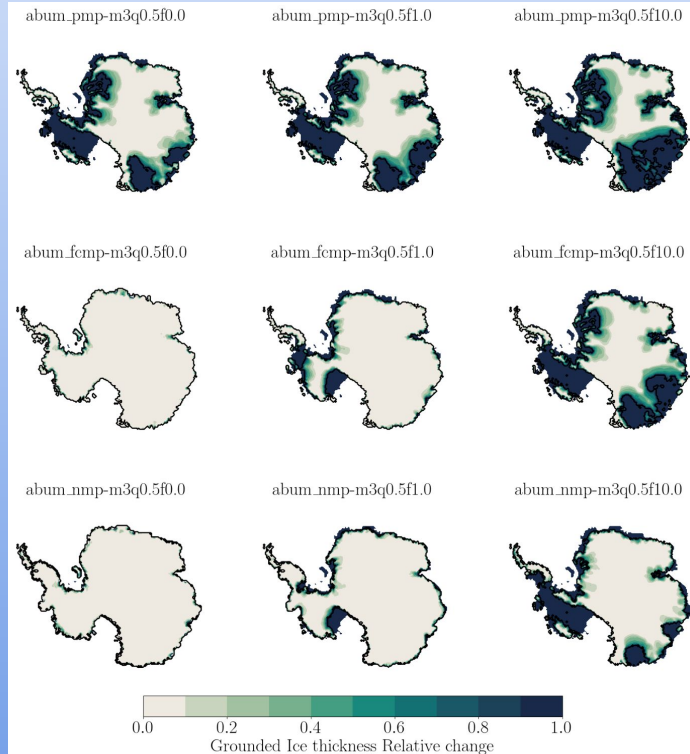 abum_pmp-m3q0.5f0.0 abum_pmp-m3q0.5f1.0 abum_pmp-m3q0.5f10.0
abum_fcmp-m3q0.5f0.0 abum_fcmp-m3q0.5f1.0 abum_fcmp-m3q0.5f10.0
abum_nmp-m3q0.5f0.0 abum_nmp-m3q0.5f1.0 abum_nmp-m3q0.5f10.0
0.0 0.2 0.4 0.6 0.8 1.0
Grounded Ice thickness Relative change